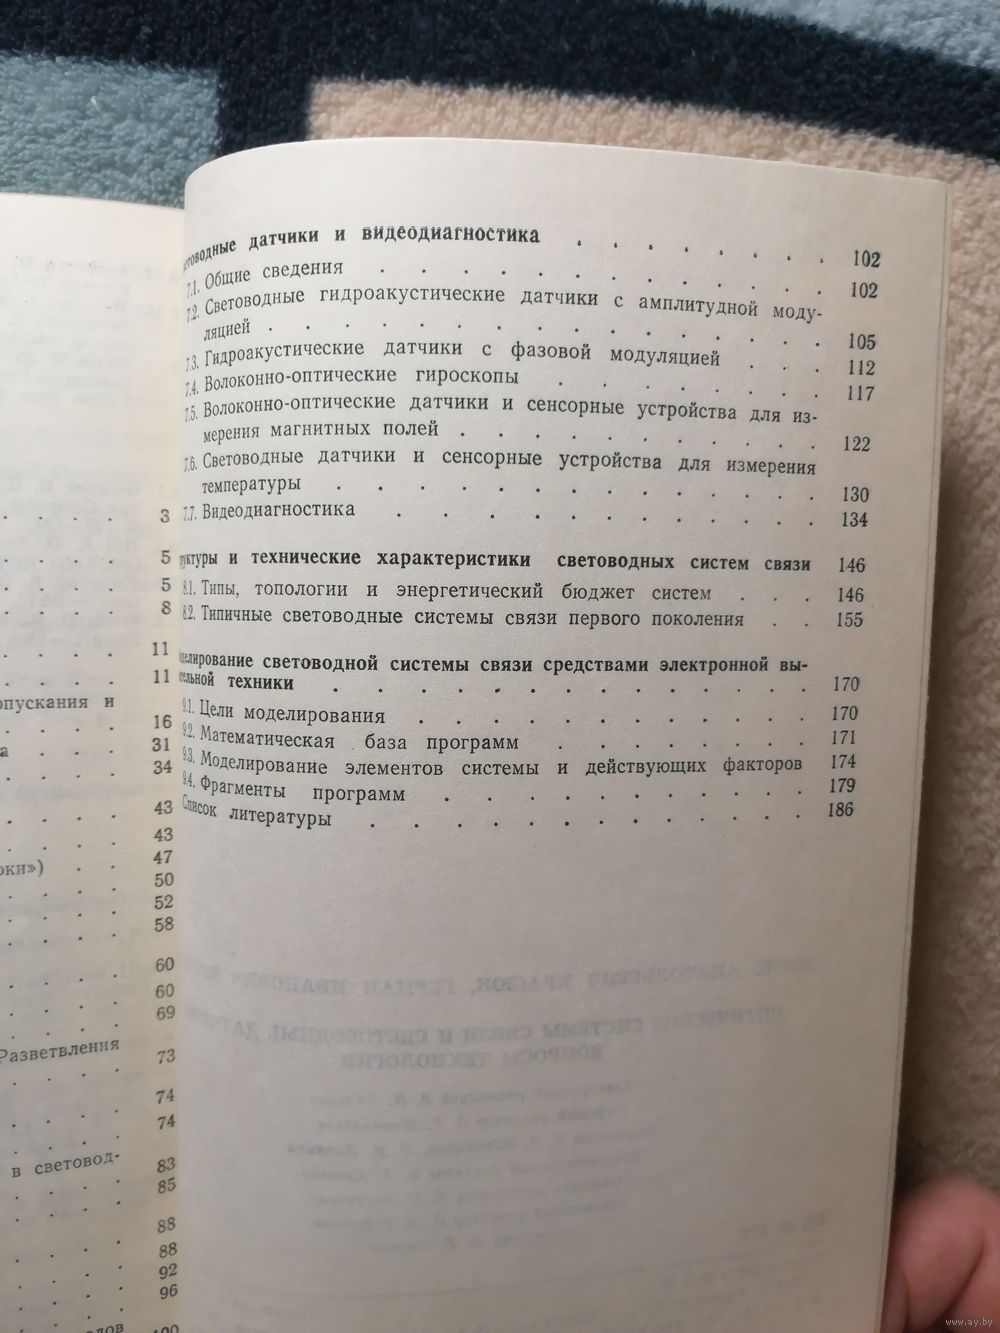 3
5
5
8
11
11
опускания и
16
31
34
43
43
оки»)
47
50
52
58
60
60
69
Разветвления
73
74
74
в световод-
83
85
88
88
92
96
датчики и видеодиагностика 102
7.1. Общие сведения 102
7.2. Световодные гидроакустические датчики с амплитудной моду-
ляцией 105
7.3. Гидроакустические датчики с фазовой модуляцией 112
7.4. Волоконно-оптические гироскопы 117
7.5. Волоконно-оптические датчики и сенсорные устройства для из-
мерения магнитных полей 122
7.6. Световодные датчики и сенсорные устройства для измерения
температуры 130
7.7. Видеодиагностика 134
и технические характеристики световодных систем связи 146
8.1. Типы, топологии и энергетический бюджет систем 146
8.2. Типичные световодные системы связи первого поколения 155
световодной системы связи средствами электронной вы-
техники 170
9.1. Цели моделирования 170
9.2. Математическая база программ 171
9.3. Моделирование элементов системы и действующих факторов 174
9.4. Фрагменты программ 179
Список литературы 186
www.ay.by